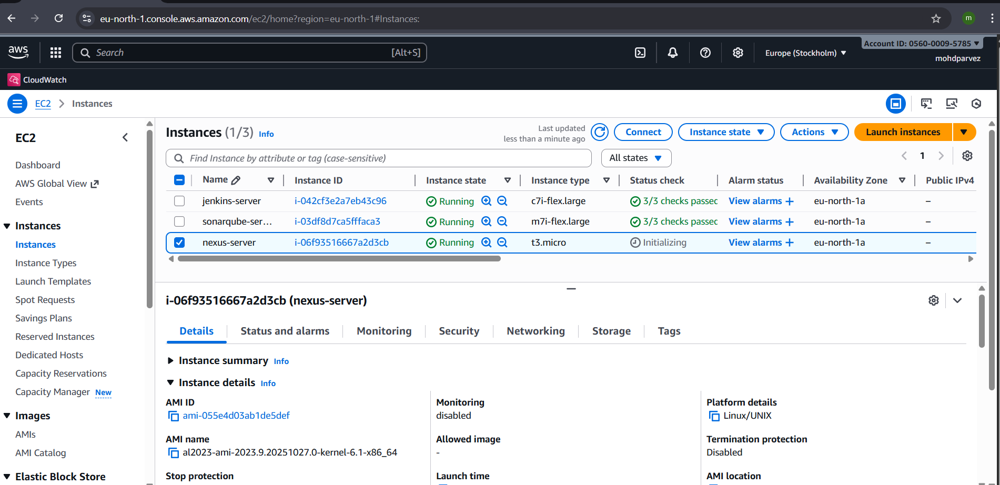 eu-north-1.console.aws.amazon.com/ec2/home?region=eu-north-1#Instances:
m
aws
Search
[Alt+S]
Europe (Stockholm)
Account ID: 0560-0009-5785
mohdparvez
CloudWatch
EC2
Instances
EC2
Dashboard
AWS Global View
Events
Instances
Instances
Instance Types
Launch Templates
Spot Requests
Savings Plans
Reserved Instances
Dedicated Hosts
Capacity Reservations
Capacity Manager New
Images
AMIs
AMI Catalog
Elastic Block Store
Instances (1/3) Info
Last updated
less than a minute ago
Connect
Instance state
Actions
Launch instances
Find Instance by attribute or tag (case-sensitive)
All states
1
Name Instance ID Instance state Instance type Status check Alarm status Availability Zone Public IPv4
jenkins-server i-042cf3e2a7eb43c96 Running c7i-flex.large 3/3 checks passed View alarms + eu-north-1a –
sonarqube-ser... i-03df8d7ca5fffaca3 Running m7i-flex.large 3/3 checks passed View alarms + eu-north-1a –
nexus-server i-06f93516667a2d3cb Running t3.micro Initializing View alarms + eu-north-1a –
i-06f93516667a2d3cb (nexus-server)
Details
Status and alarms
Monitoring
Security
Networking
Storage
Tags
Instance summary Info
Instance details Info
AMI ID
ami-055e4d03ab1de5def
Monitoring
disabled
Platform details
Linux/UNIX
AMI name
al2023-ami-2023.9.20251027.0-kernel-6.1-x86_64
Allowed image
-
Termination protection
Disabled
Stop protection
Launch time
AMI location